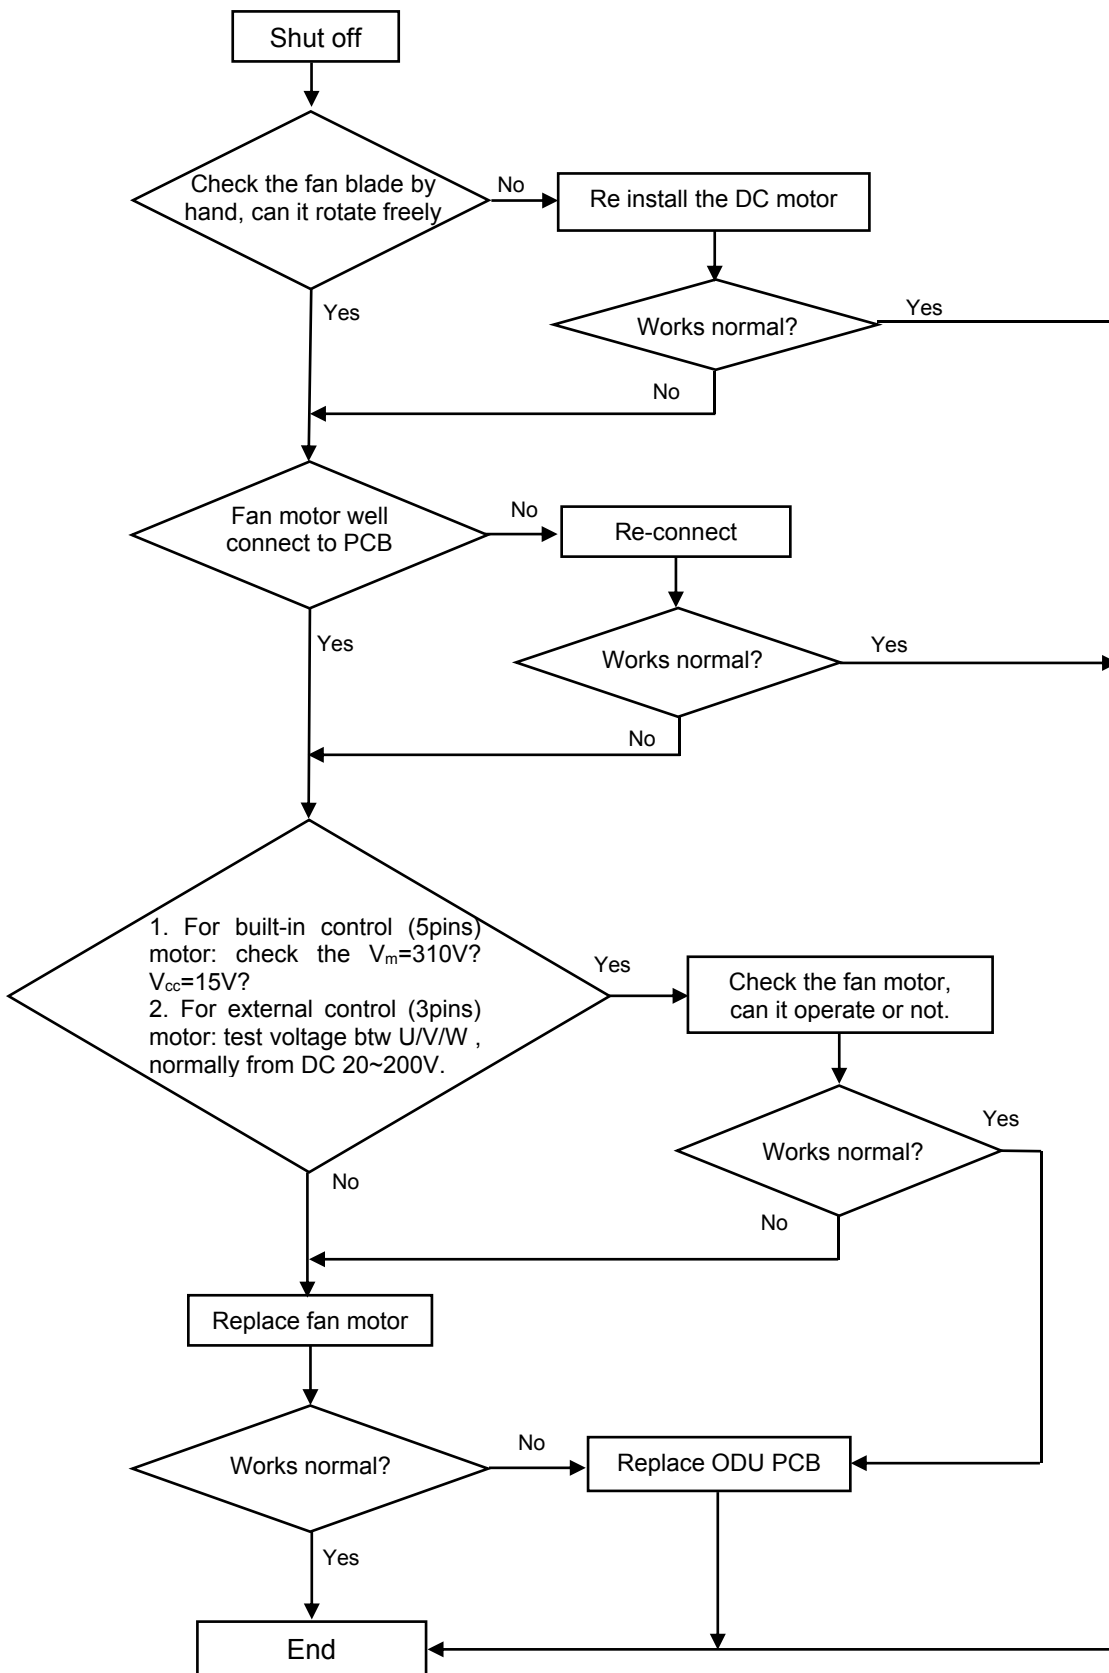 Shut off
Check the fan blade by
hand, can it rotate freely
No
Re install the DC motor
Yes
Works normal?
Yes
No
Fan motor well
connect to PCB
No
Re-connect
Yes
Works normal?
Yes
No
1. For built-in control (5pins)
motor: check the Vm=310V?
Vcc=15V?
2. For external control (3pins)
motor: test voltage btw U/V/W ,
normally from DC 20~200V.
Yes
Check the fan motor,
can it operate or not.
Works normal?
Yes
No
No
Replace fan motor
Works normal?
No
Replace ODU PCB
Yes
End